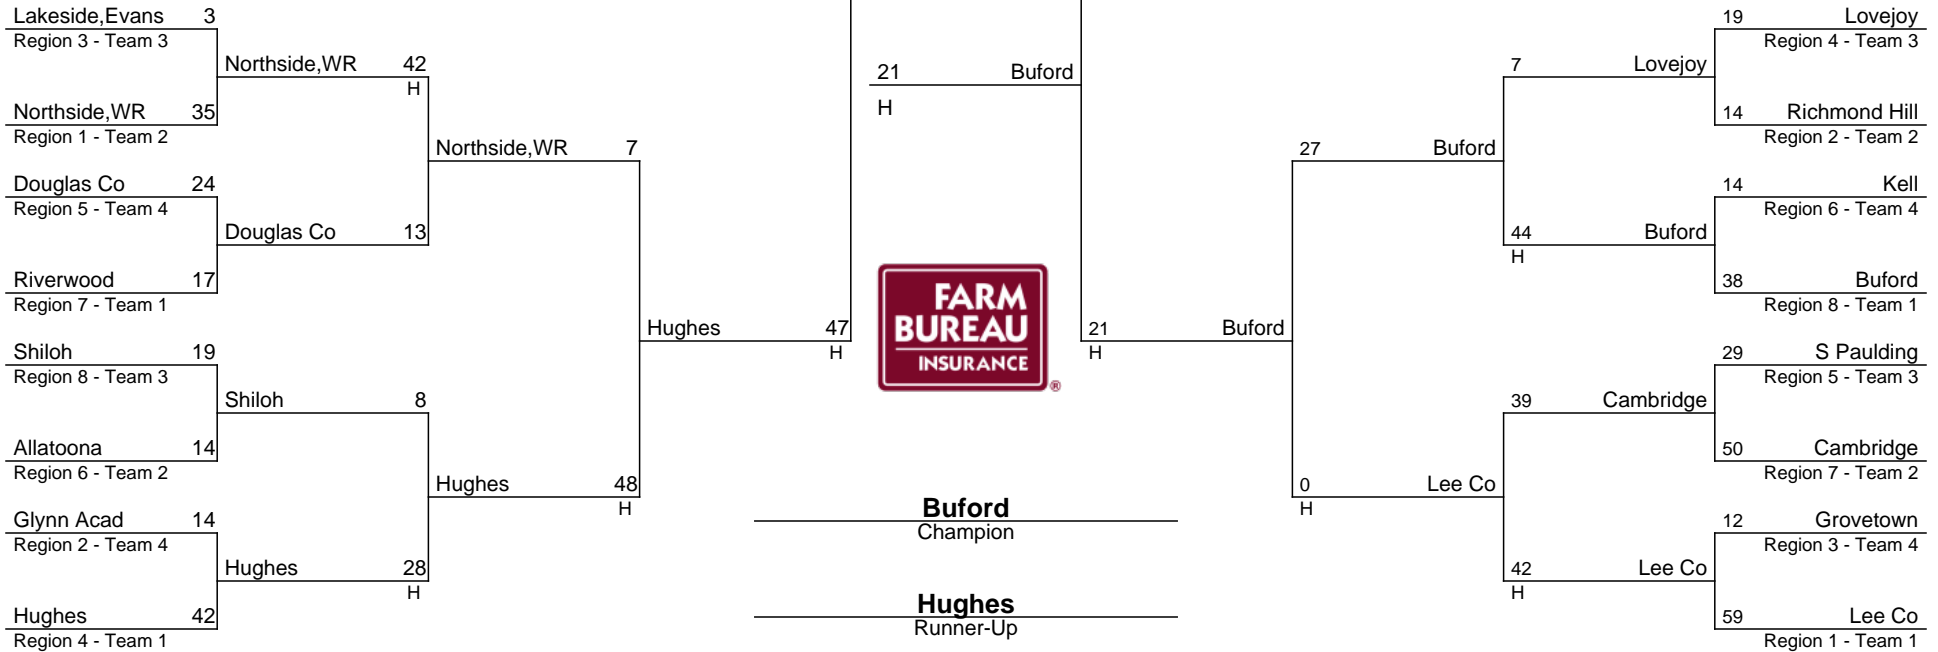 Lakeside,Evans 3
Region 3 - Team 3
Northside,WR 42
H
Northside,WR 35
Region 1 - Team 2
Northside,WR 7
Douglas Co 24
Region 5 - Team 4
Douglas Co 13
Riverwood 17
Region 7 - Team 1
Hughes 47
H
Shiloh 19
Region 8 - Team 3
Shiloh 8
Allatoona 14
Region 6 - Team 2
Hughes 48
H
Glynn Acad 14
Region 2 - Team 4
Hughes 28
H
Hughes 42
Region 4 - Team 1
21 Buford
H
FARM
BUREAU
INSURANCE
®
Buford
Champion
Hughes
Runner-Up
19 Lovejoy
Region 4 - Team 3
7 Lovejoy
14 Richmond Hill
Region 2 - Team 2
27 Buford
14 Kell
Region 6 - Team 4
44 Buford
H
38 Buford
Region 8 - Team 1
21 Buford
H
29 S Paulding
Region 5 - Team 3
39 Cambridge
50 Cambridge
Region 7 - Team 2
0 Lee Co
H
12 Grovetown
Region 3 - Team 4
42 Lee Co
H
59 Lee Co
Region 1 - Team 1